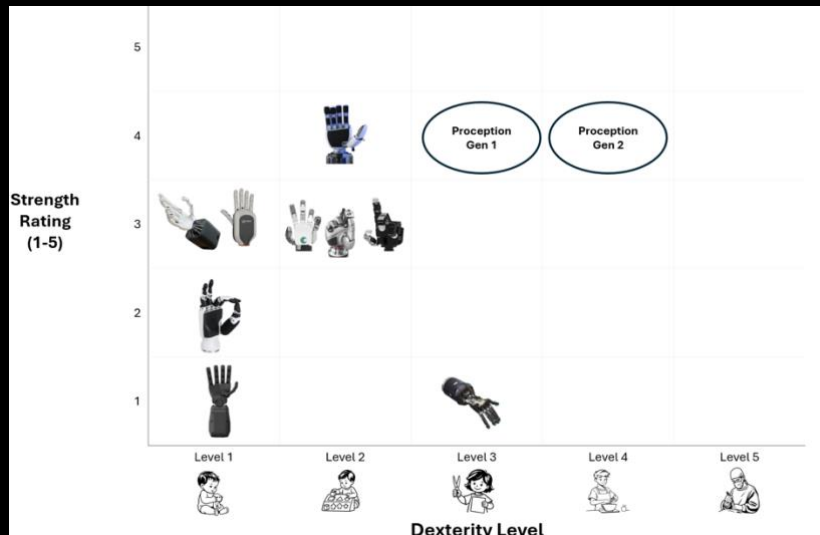 5
4
Proception
Gen 1
Proception
Gen 2
Strength
Rating
(1-5)
3
2
1
Level 1
Level 2
Level 3
Level 4
Level 5
Dexterity Level